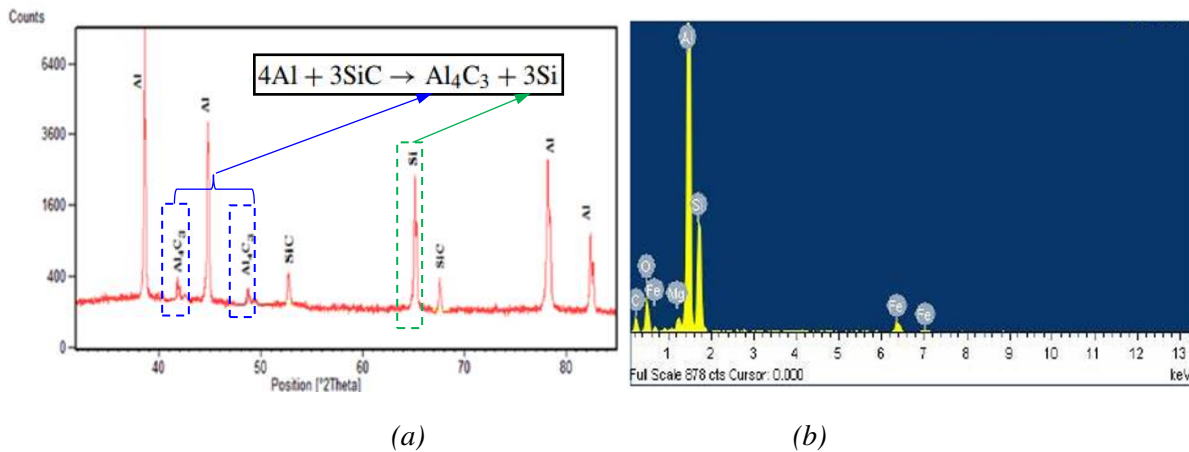 Counts
6400
3600
1600
400
0
4Al + 3SiC → Al₄C₃ + 3Si
Al
Al₄C₃
Al
Al₄C₃
SiC
Si
SiC
Al
Al
40
50
60
70
80
Position [°2Theta]
(a)
C
O
Fe
Mg
Al
Si
Fe
Fe
1 2 3 4 5 6 7 8 9 10 11 12 13
Full Scale 878 cts Cursor: 0.000
keV
(b)